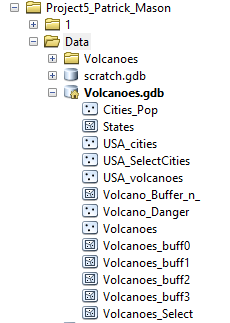 Project5_Patrick_Mason
1
Data
Volcanoes
scratch.gdb
Volcanoes.gdb
Cities_Pop
States
USA_cities
USA_SelectCities
USA_volcanoes
Volcano_Buffer_n_
Volcano_Danger
Volcanoes
Volcanoes_buff0
Volcanoes_buff1
Volcanoes_buff2
Volcanoes_buff3
Volcanoes_Select